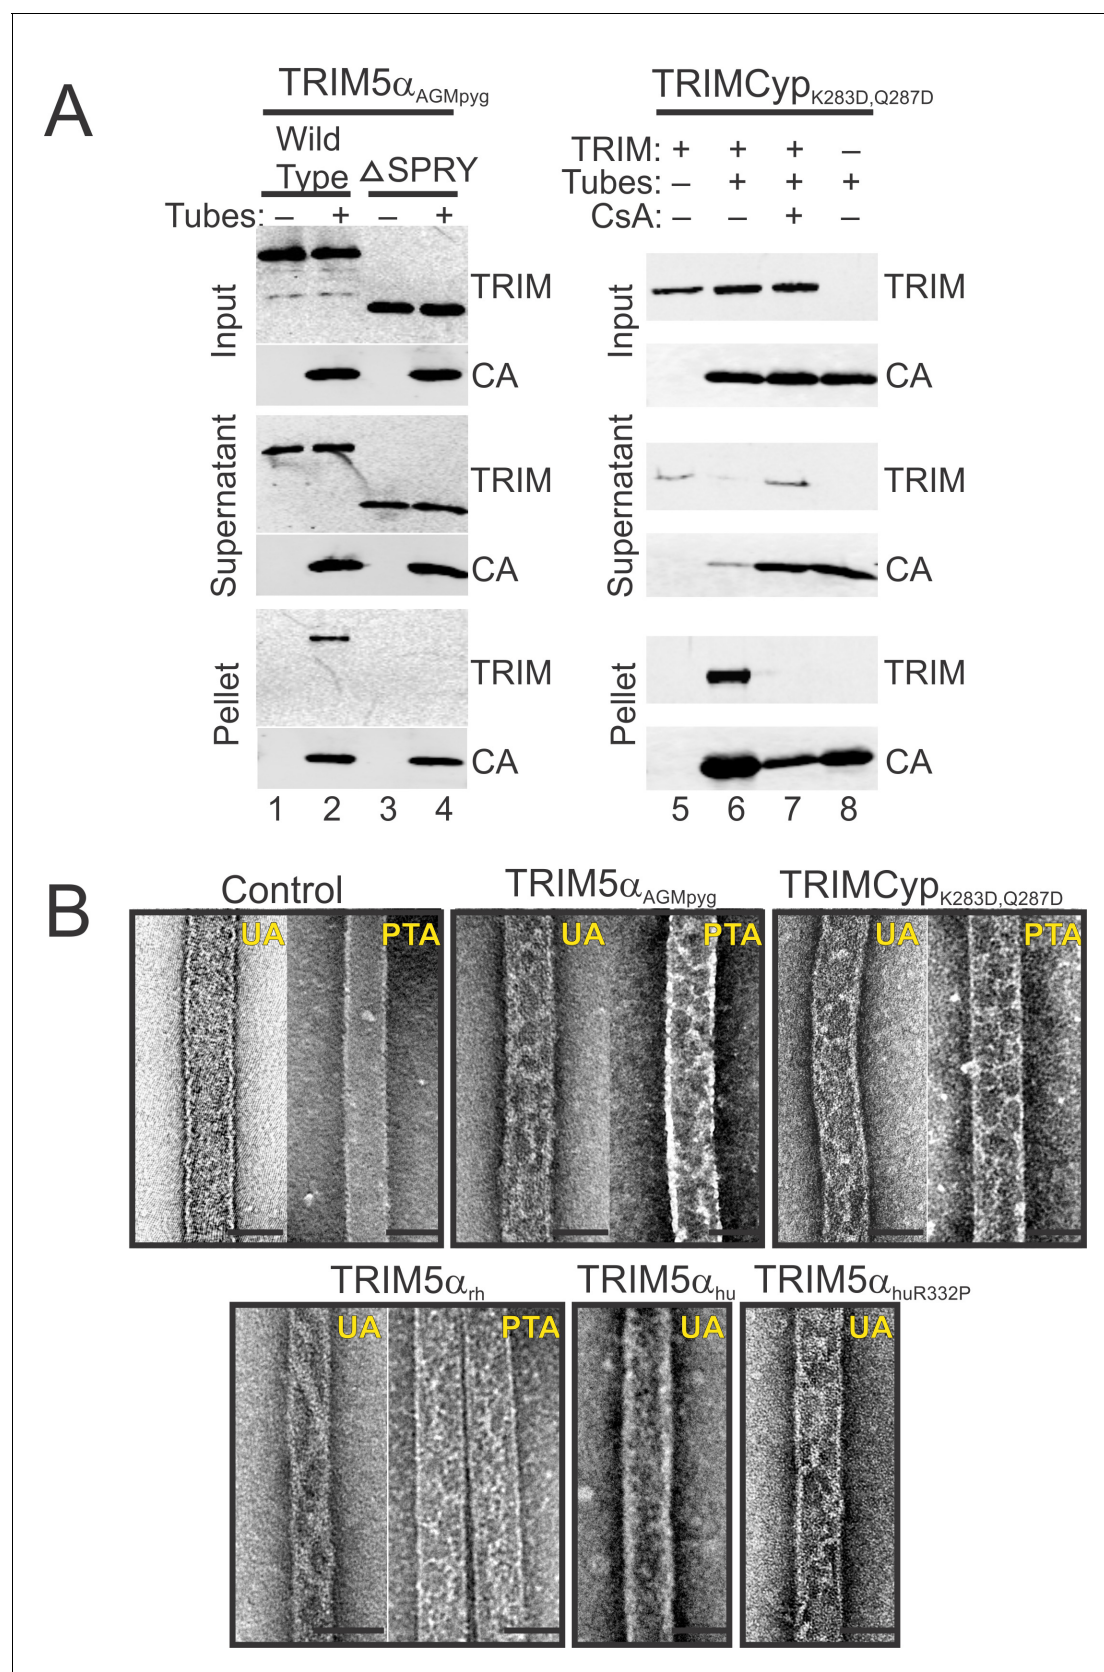 A
TRIM5αAGMpyg
Wild Type
△SPRY
Tubes: – + – +
Input
TRIM
CA
Supernatant
TRIM
CA
Pellet
TRIM
CA
1 2 3 4
TRIMCypK283D,Q287D
TRIM: + + + –
Tubes: – + + +
CsA: – – + –
Input
TRIM
CA
Supernatant
TRIM
CA
Pellet
TRIM
CA
5 6 7 8
B
Control
UA PTA
TRIM5αAGMpyg
UA PTA
TRIMCypK283D,Q287D
UA PTA
TRIM5αrh
UA PTA
TRIM5αhu
UA
TRIM5αhuR332P
UA